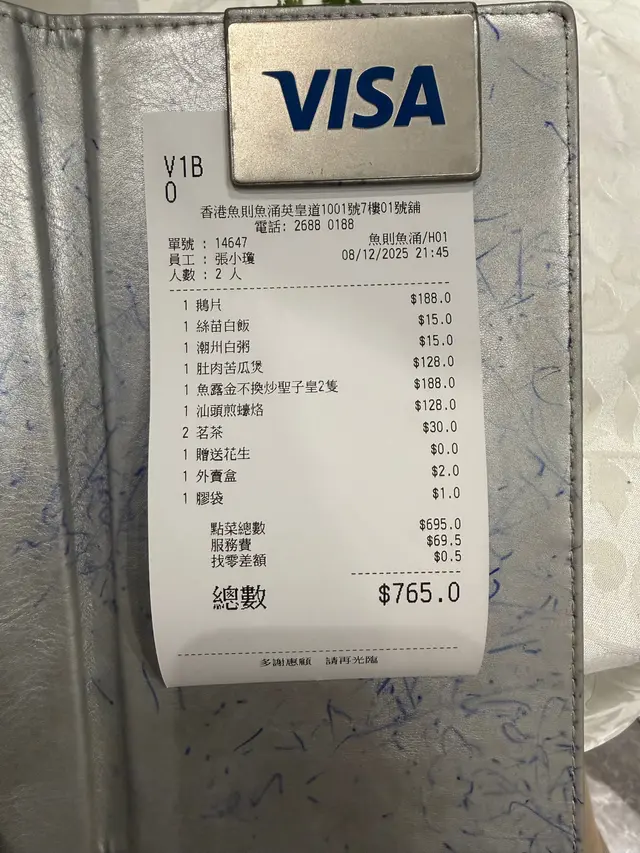 VISA
V1B
0
香港魚則魚涌英皇道1001號7樓01號舖
電話: 2688 0188
單號 : 14647 魚則魚涌/H01
員工 : 張小瓊 08/12/2025 21:45
人數 : 2 人
1 鵝片 $188.0
1 絲苗白飯 $15.0
1 潮州白粥 $15.0
1 肚肉苦瓜煲 $128.0
1 魚露金不換炒聖子皇2隻 $188.0
1 汕頭煎蠔烙 $128.0
2 茗茶 $30.0
1 贈送花生 $0.0
1 外賣盒 $2.0
1 膠袋 $1.0
點菜總數 $695.0
服務費 $69.5
找零差額 $0.5
總數 $765.0
多謝惠顧 請再光臨